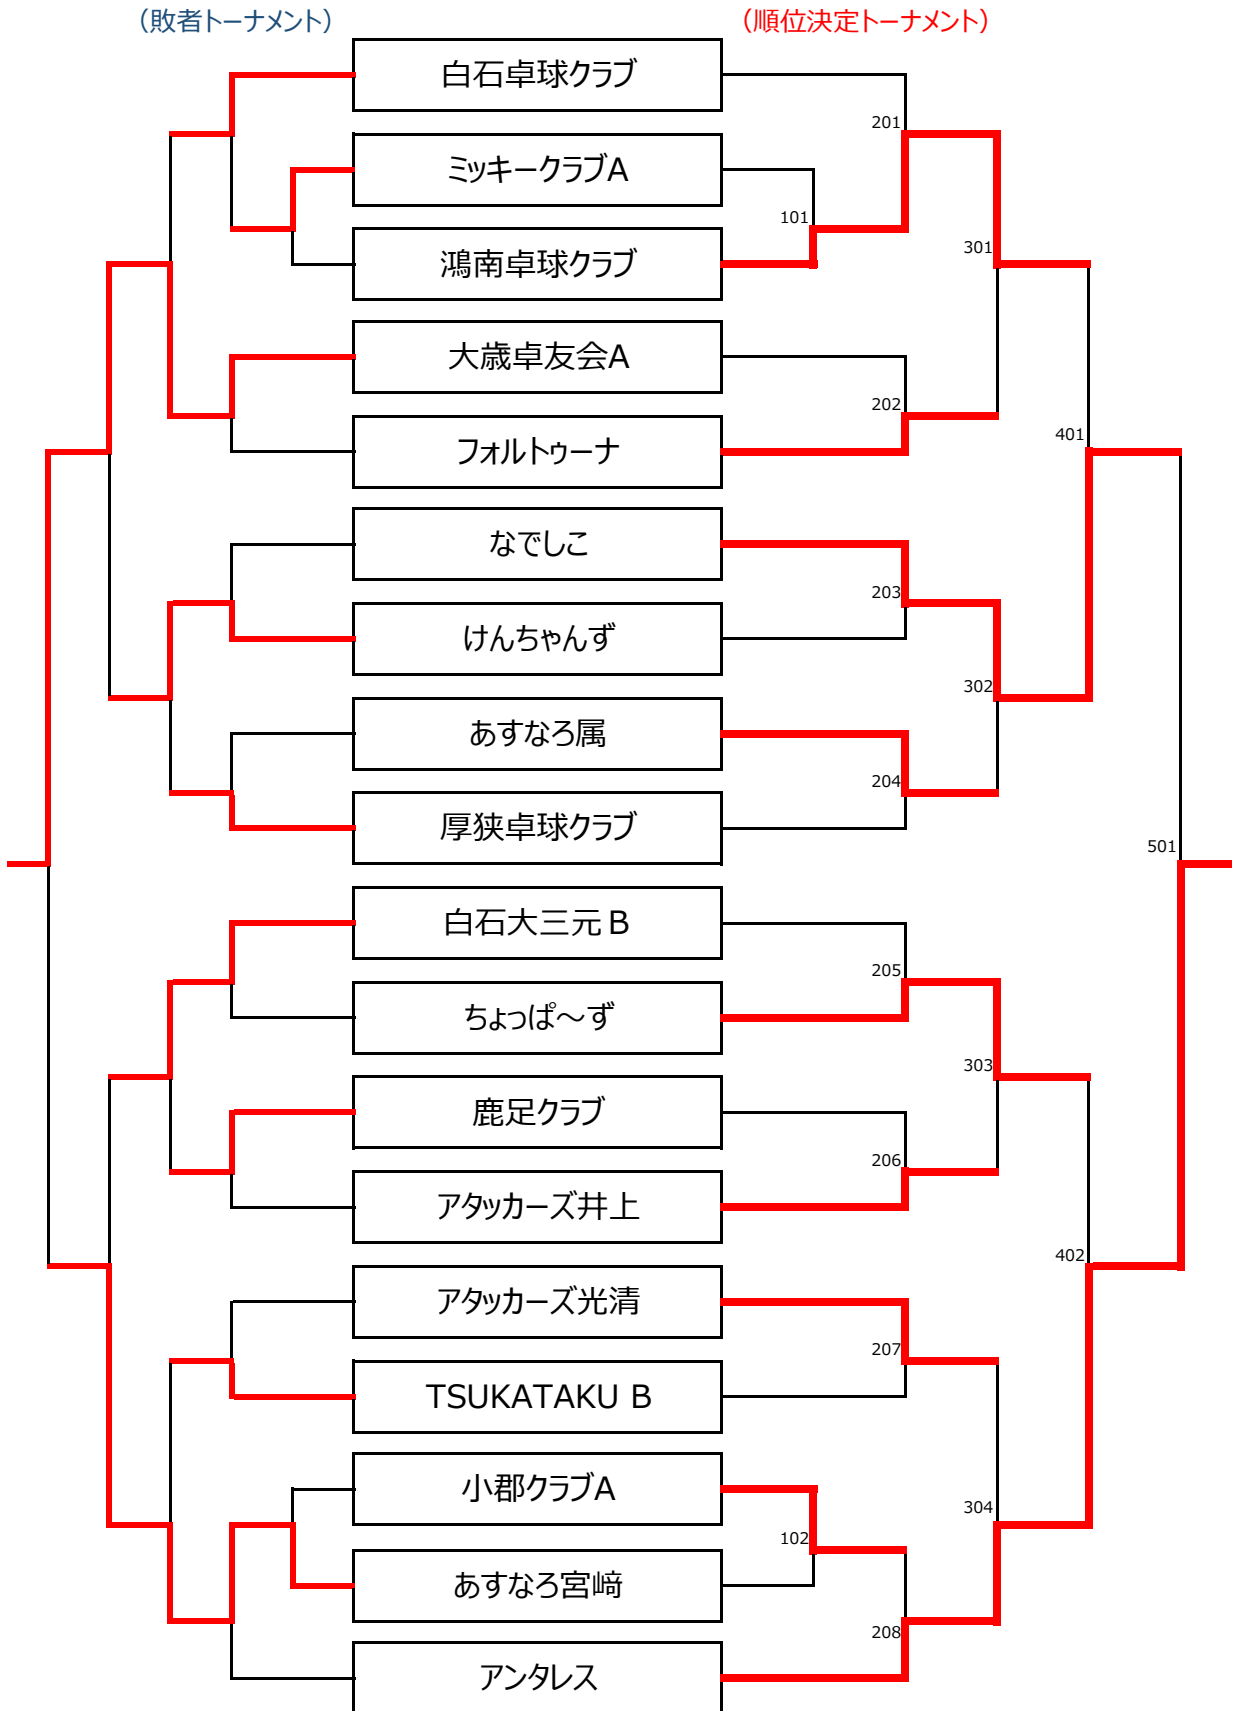 （敗者トーナメント）
（順位決定トーナメント）
白石卓球クラブ
201
ミッキークラブA
101
鴻南卓球クラブ
301
大歳卓友会A
202
フォルトゥーナ
401
なでしこ
203
けんちゃんず
302
あすなろ属
204
厚狭卓球クラブ
501
白石大三元Ｂ
205
ちょっぱ～ず
303
鹿足クラブ
206
アタッカーズ井上
402
アタッカーズ光清
207
TSUKATAKU B
小郡クラブA
304
102
あすなろ宮﨑
208
アンタレス